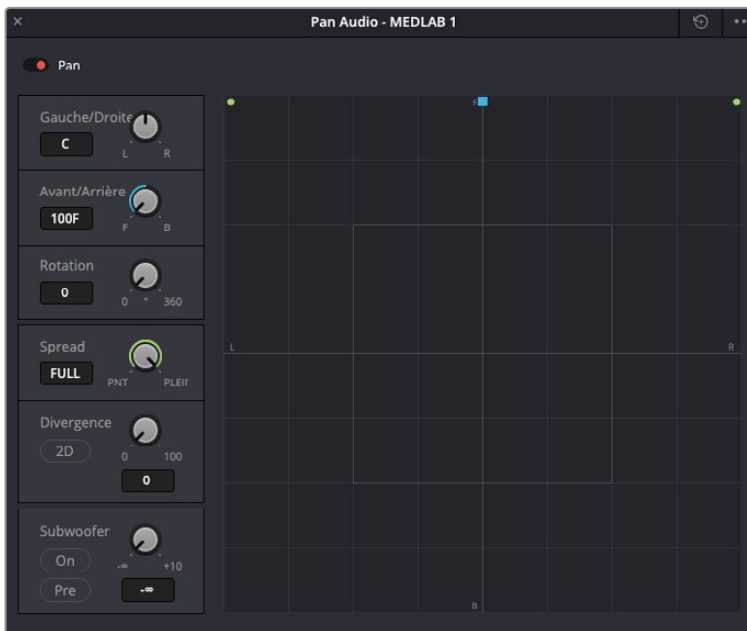 Pan Audio - MEDLAB 1
Pan
Gauche/Droite
C
L R
Avant/Arrière
100F
F B
Rotation
0
0 ° 360
Spread
FULL
PNT PLEIN
Divergence
2D
0 100
0
Subwoofer
On
-∞ +10
Pre
-∞
F
L R
B